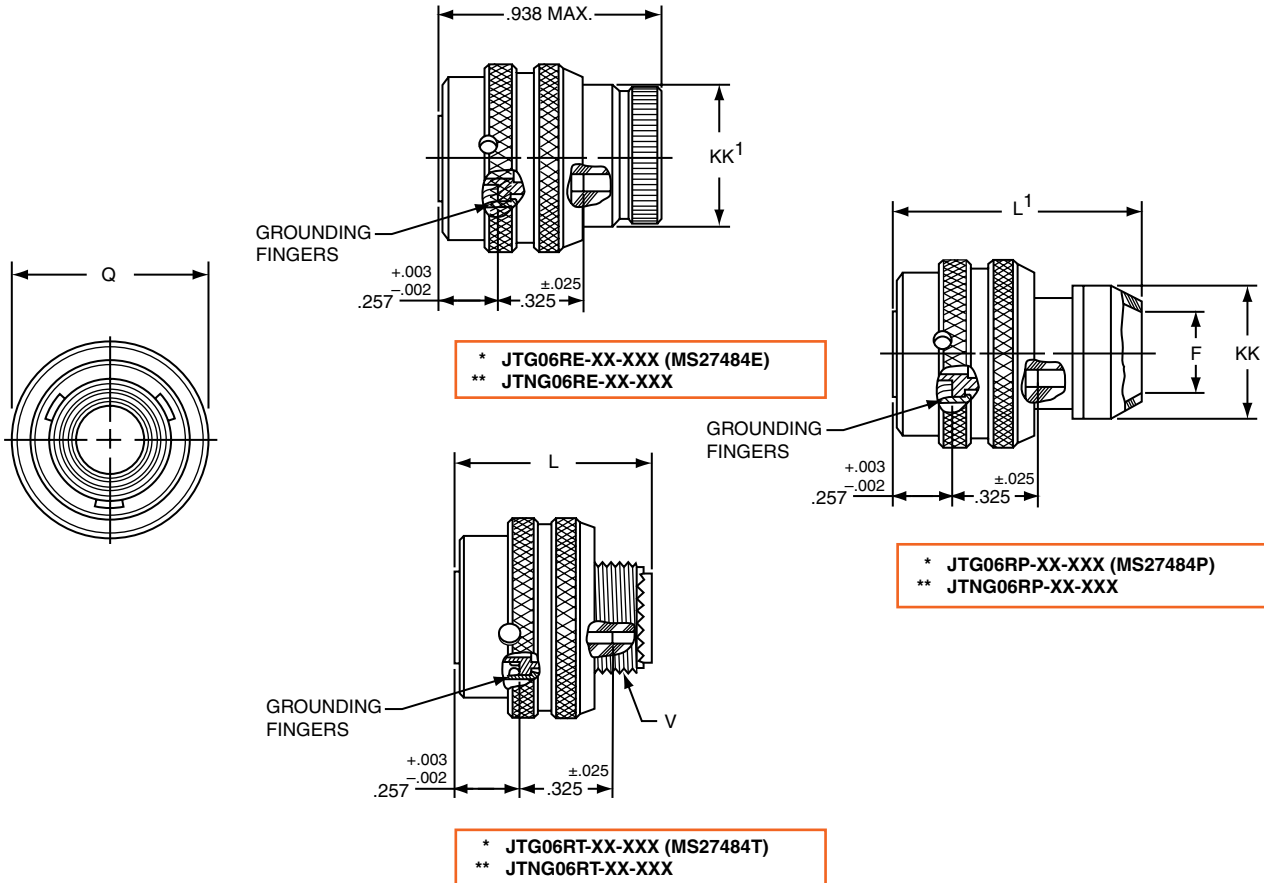 .938 MAX.
KK1
GROUNDING
FINGERS
+.003
–.002
.257
±.025
.325
* JTG06RE-XX-XXX (MS27484E)
** JTNG06RE-XX-XXX
Q
L1
F
KK
GROUNDING
FINGERS
+.003
–.002
.257
±.025
.325
* JTG06RP-XX-XXX (MS27484P)
** JTNG06RP-XX-XXX
L
GROUNDING
FINGERS
V
+.003
–.002
.257
±.025
.325
* JTG06RT-XX-XXX (MS27484T)
** JTNG06RT-XX-XXX